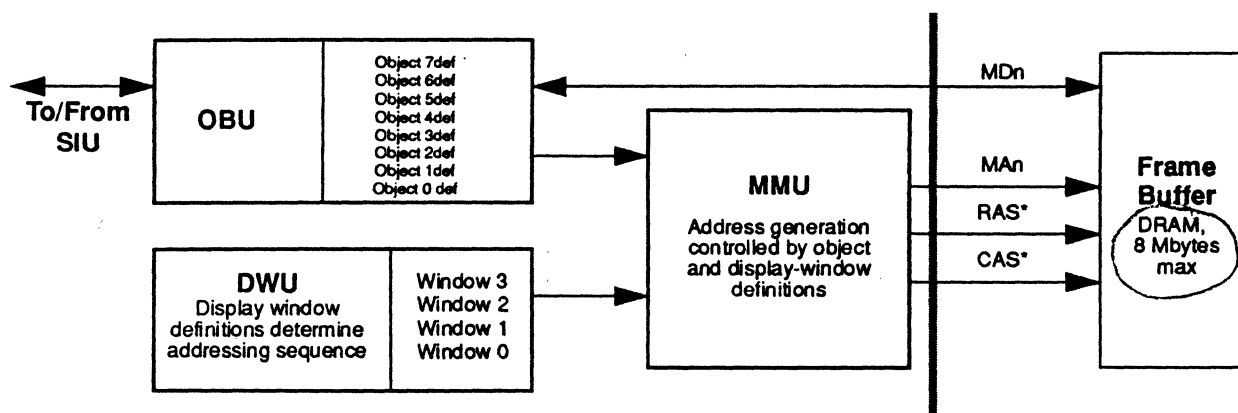 To/From
SIU
OBU
Object 7def
Object 6def
Object 5def
Object 4def
Object 3def
Object 2def
Object 1def
Object 0 def
DWU
Display window
definitions determine
addressing sequence
Window 3
Window 2
Window 1
Window 0
MMU
Address generation
controlled by object
and display-window
definitions
MDn
MAn
RAS*
CAS*
Frame
Buffer
DRAM,
8 Mbytes
max